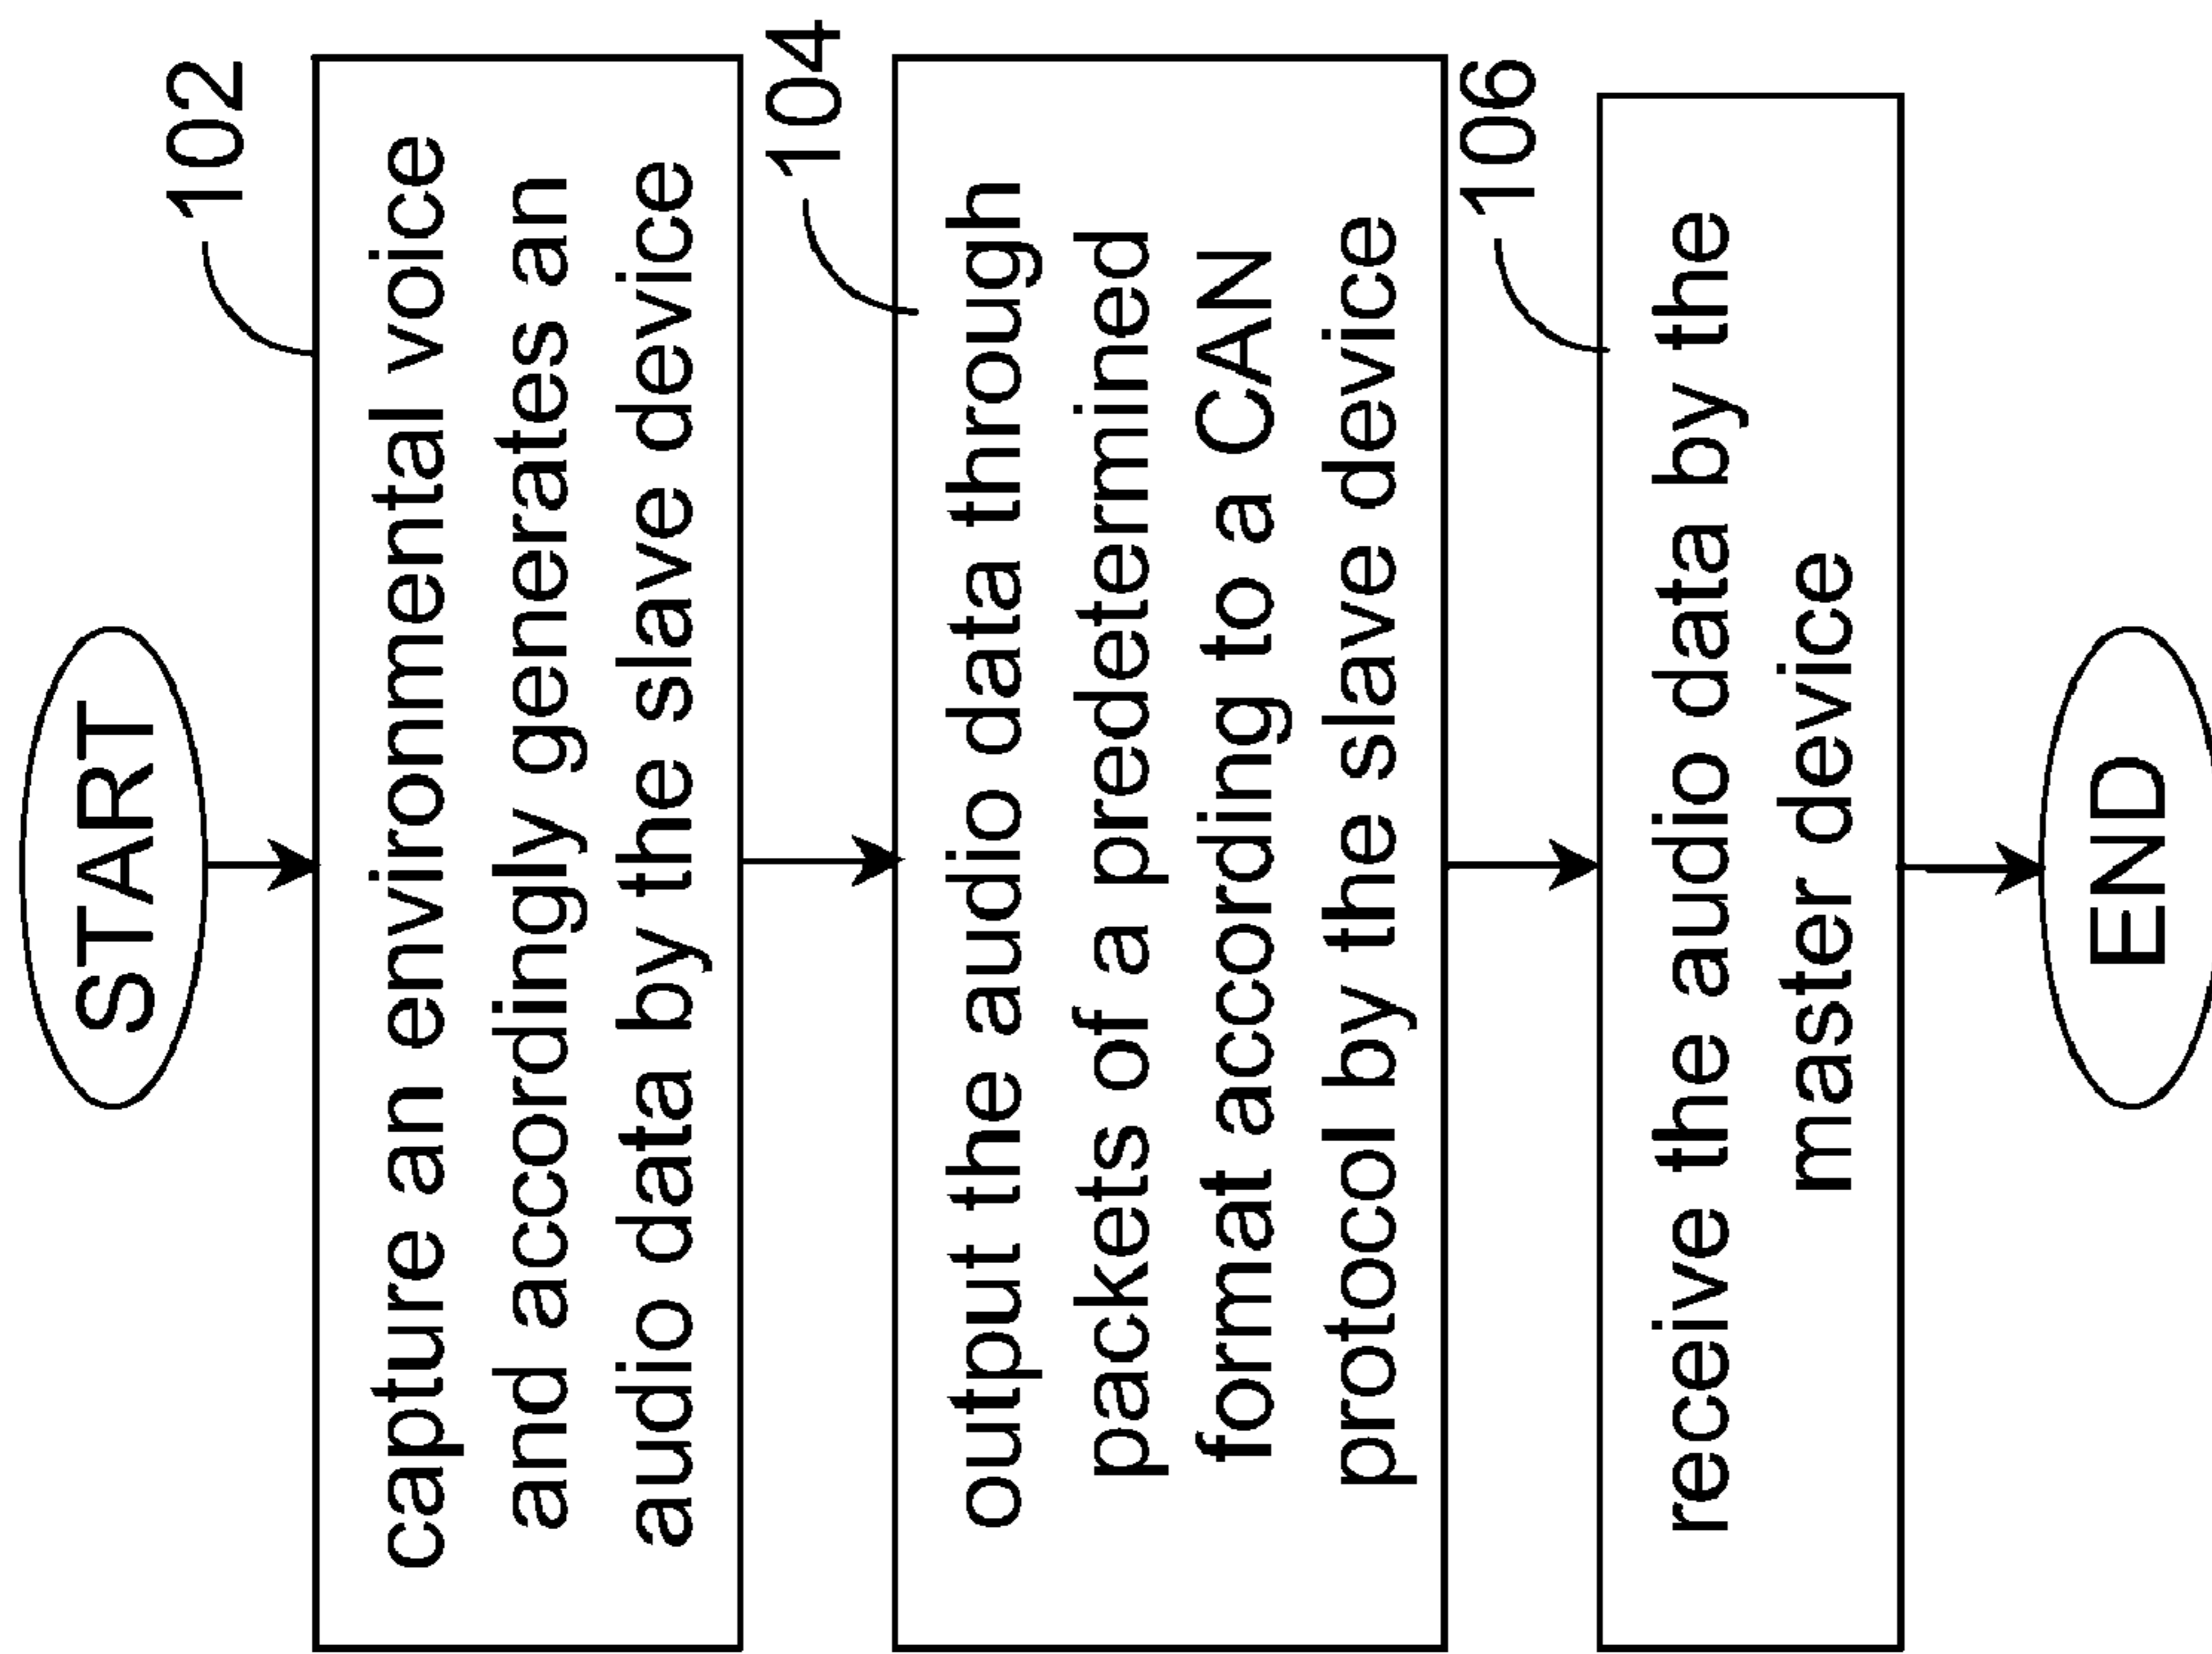 START
102
capture an environmental voice
and accordingly generates an
audio data by the slave device
104
output the audio data through
packets of a predetermined
format according to a CAN
protocol by the slave device
106
receive the audio data by the
master device
END